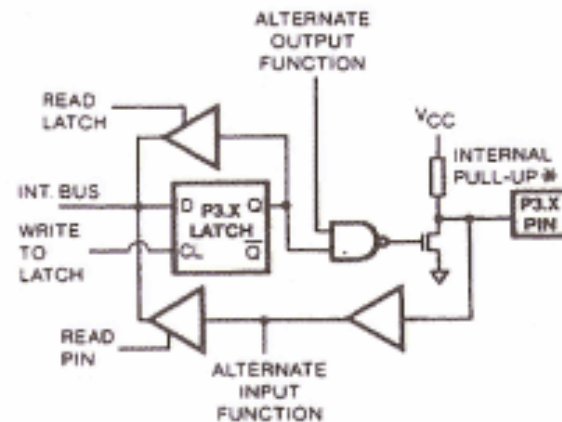 ALTERNATE
OUTPUT
FUNCTION
READ
LATCH
VCC
INTERNAL
PULL-UP *
INT. BUS
D P3.X Q
LATCH
P3.X
PIN
WRITE
TO
LATCH
CL Q
READ
PIN
ALTERNATE
INPUT
FUNCTION